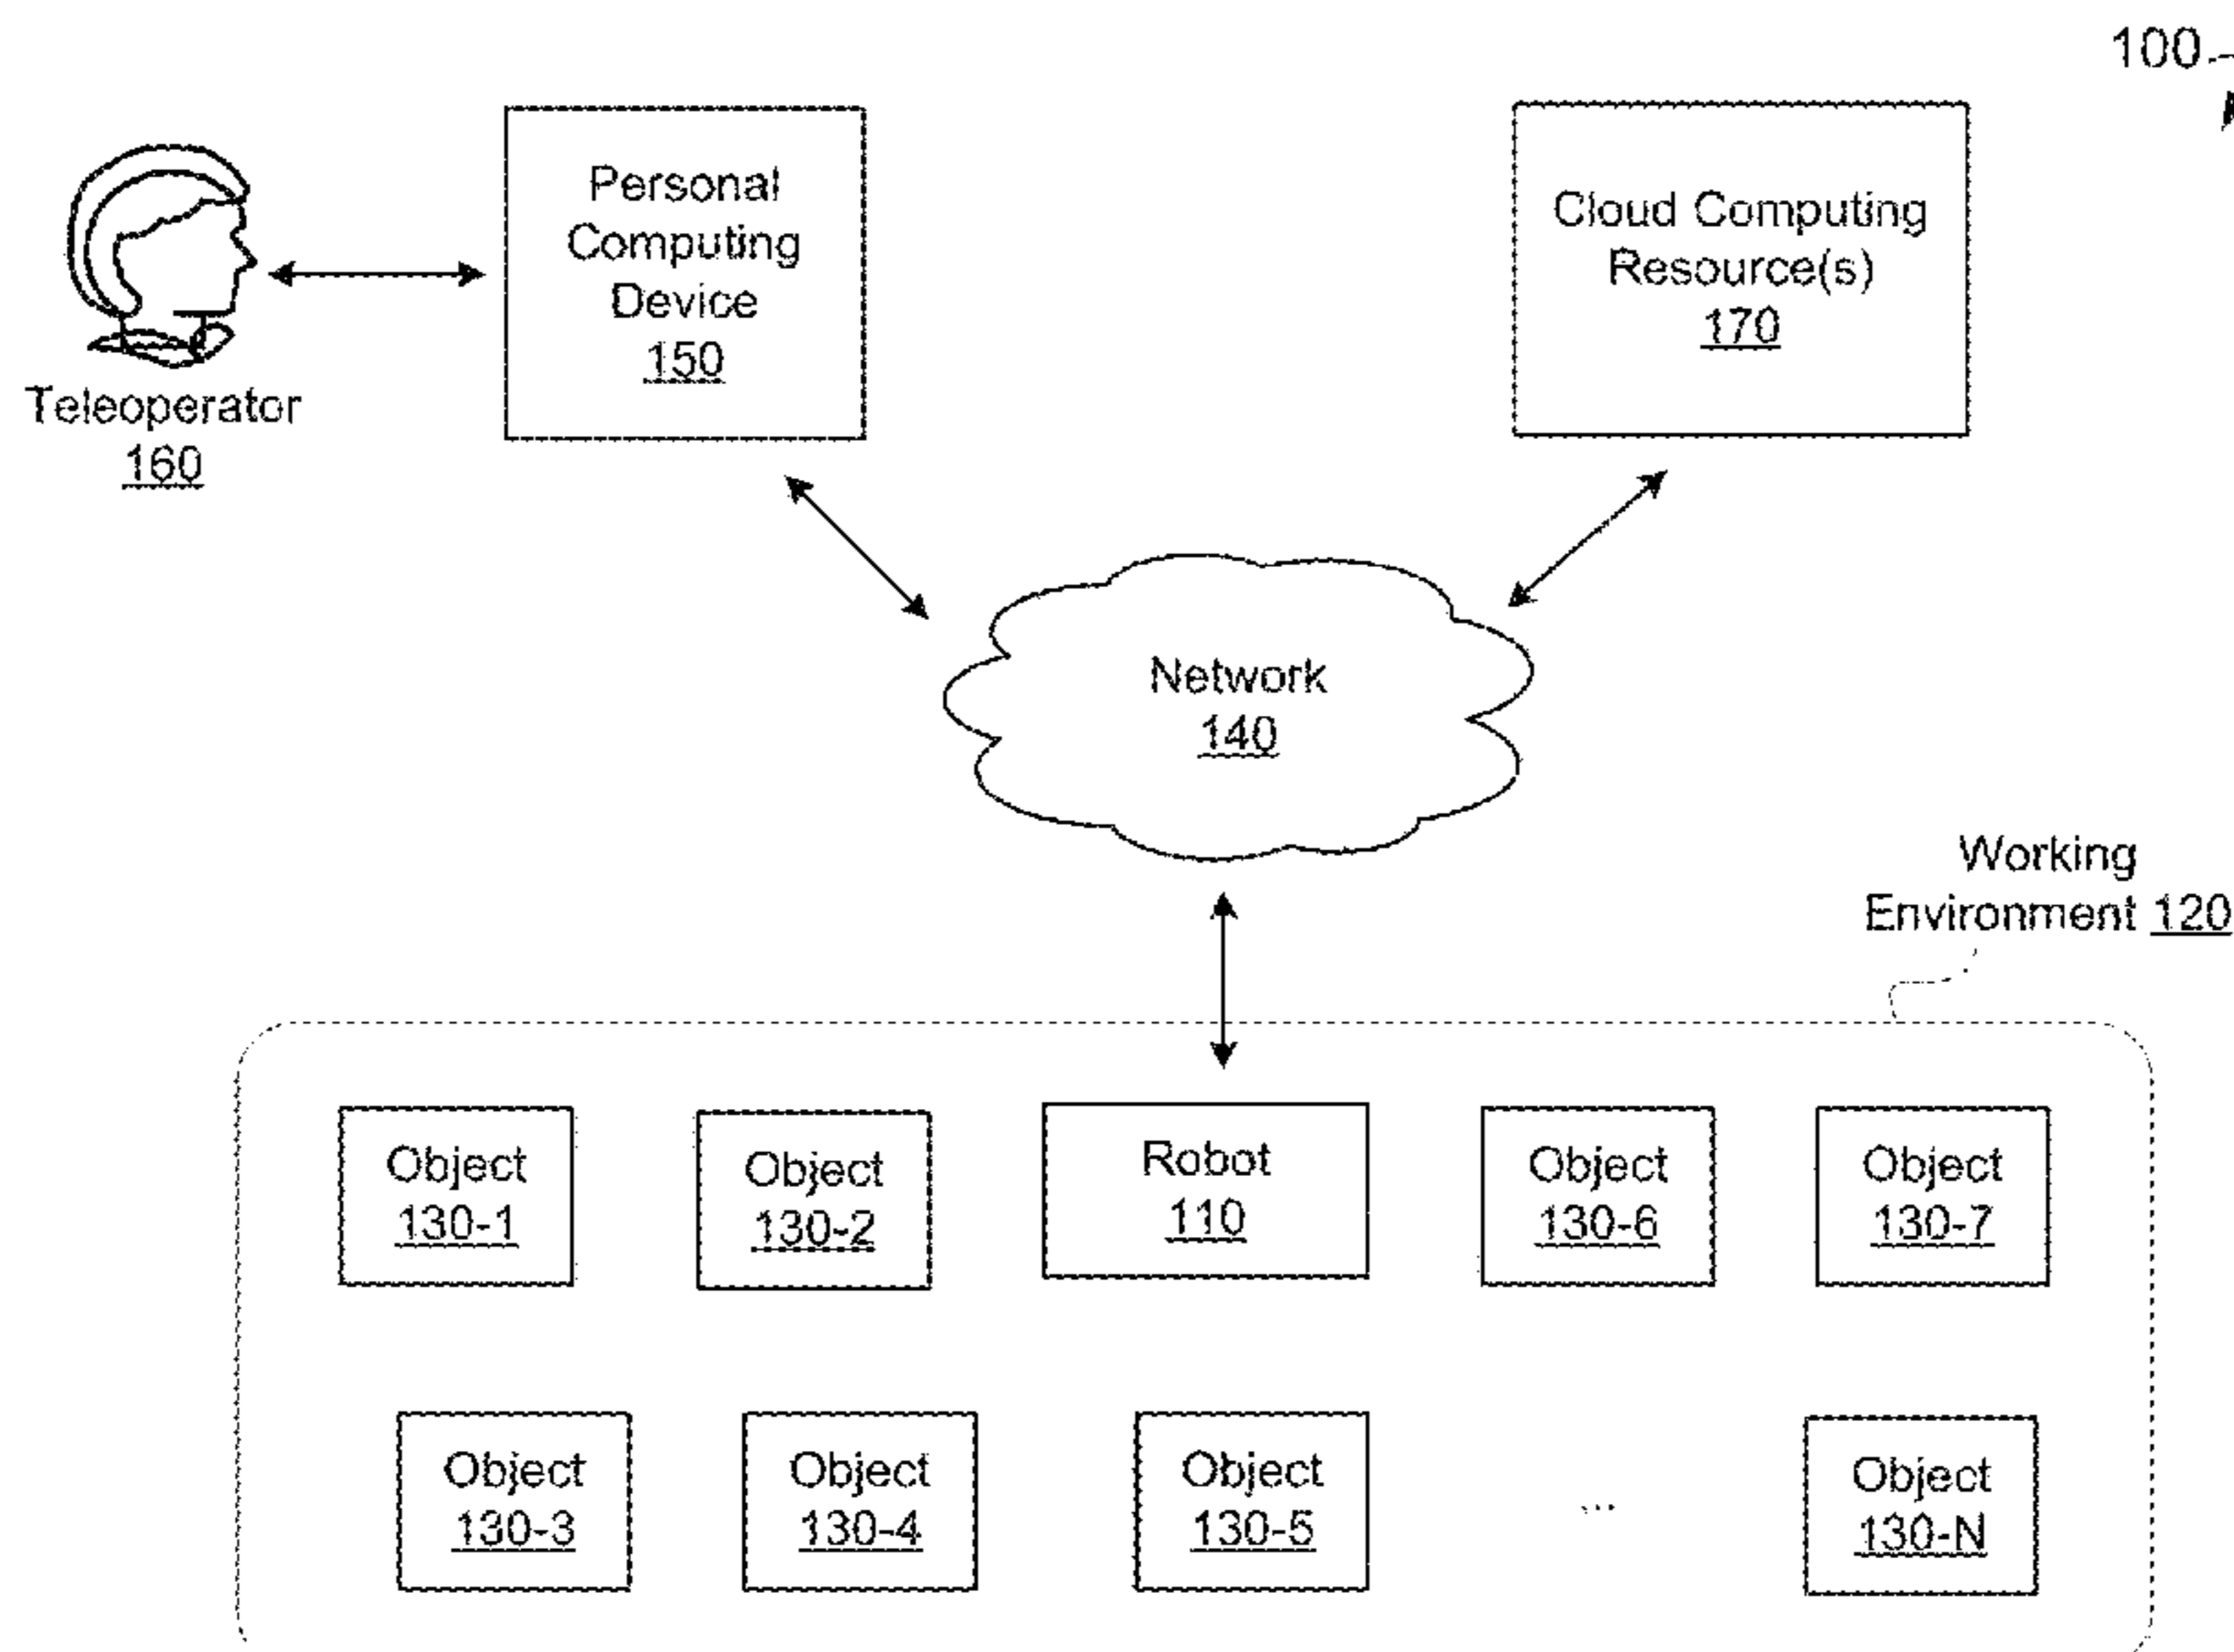 100
Personal
Computing
Device
150
Cloud Computing
Resource(s)
170
Teleoperator
160
Network
140
Working
Environment 120
Object
130-1
Object
130-2
Robot
110
Object
130-6
Object
130-7
Object
130-3
Object
130-4
Object
130-5
...
Object
130-N